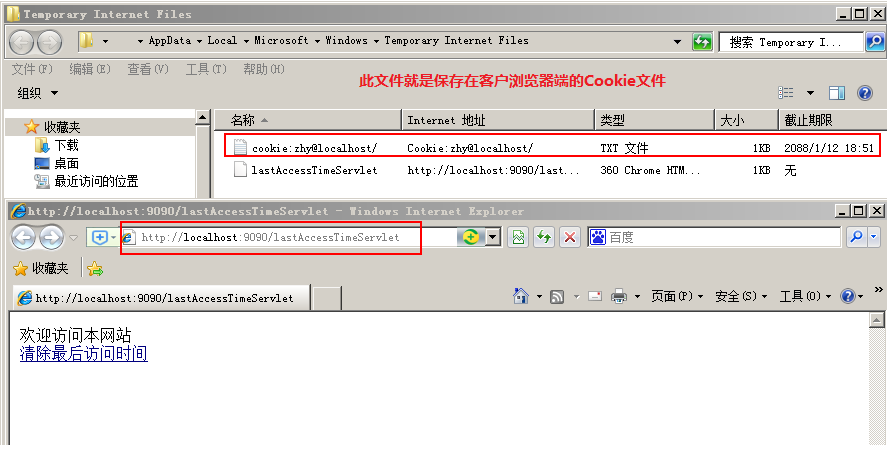 Temporary Internet Files
AppData Local Microsoft Windows Temporary Internet Files
搜索 Temporary I...
文件(F) 编辑(E) 查看(V) 工具(T) 帮助(H)
此文件就是保存在客户浏览器端的Cookie文件
组织
收藏夹
下载
桌面
最近访问的位置
名称 Internet 地址 类型 大小 截止期限
cookie:zhy@localhost/ Cookie:zhy@localhost/ TXT 文件 1KB 2088/1/12 18:51
lastAccessTimeServlet http://localhost:9090/last... 360 Chrome HTM... 1KB 无
http://localhost:9090/lastAccessTimeServlet - Windows Internet Explorer
http://localhost:9090/lastAccessTimeServlet
百度
收藏夹
http://localhost:9090/lastAccessTimeServlet
页面(P) 安全(S) 工具(O)
欢迎访问本网站
清除最后访问时间